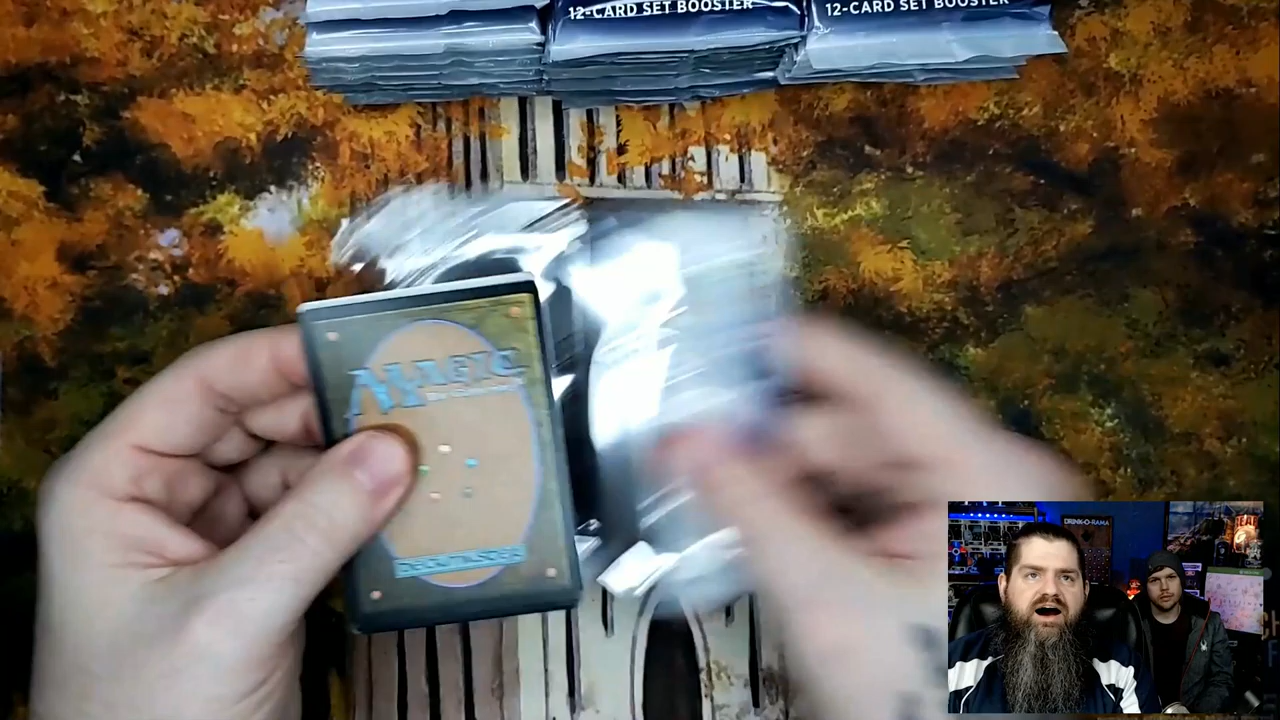 12-CARD SET BOOSTER
12-CARD SET BOOSTER
MAGIC
DECKMASTER
DRINK-O-RAMA